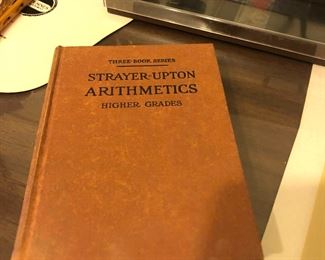 THREE-BOOK SERIES
STRAYER-UPTON
ARITHMETICS
HIGHER GRADES